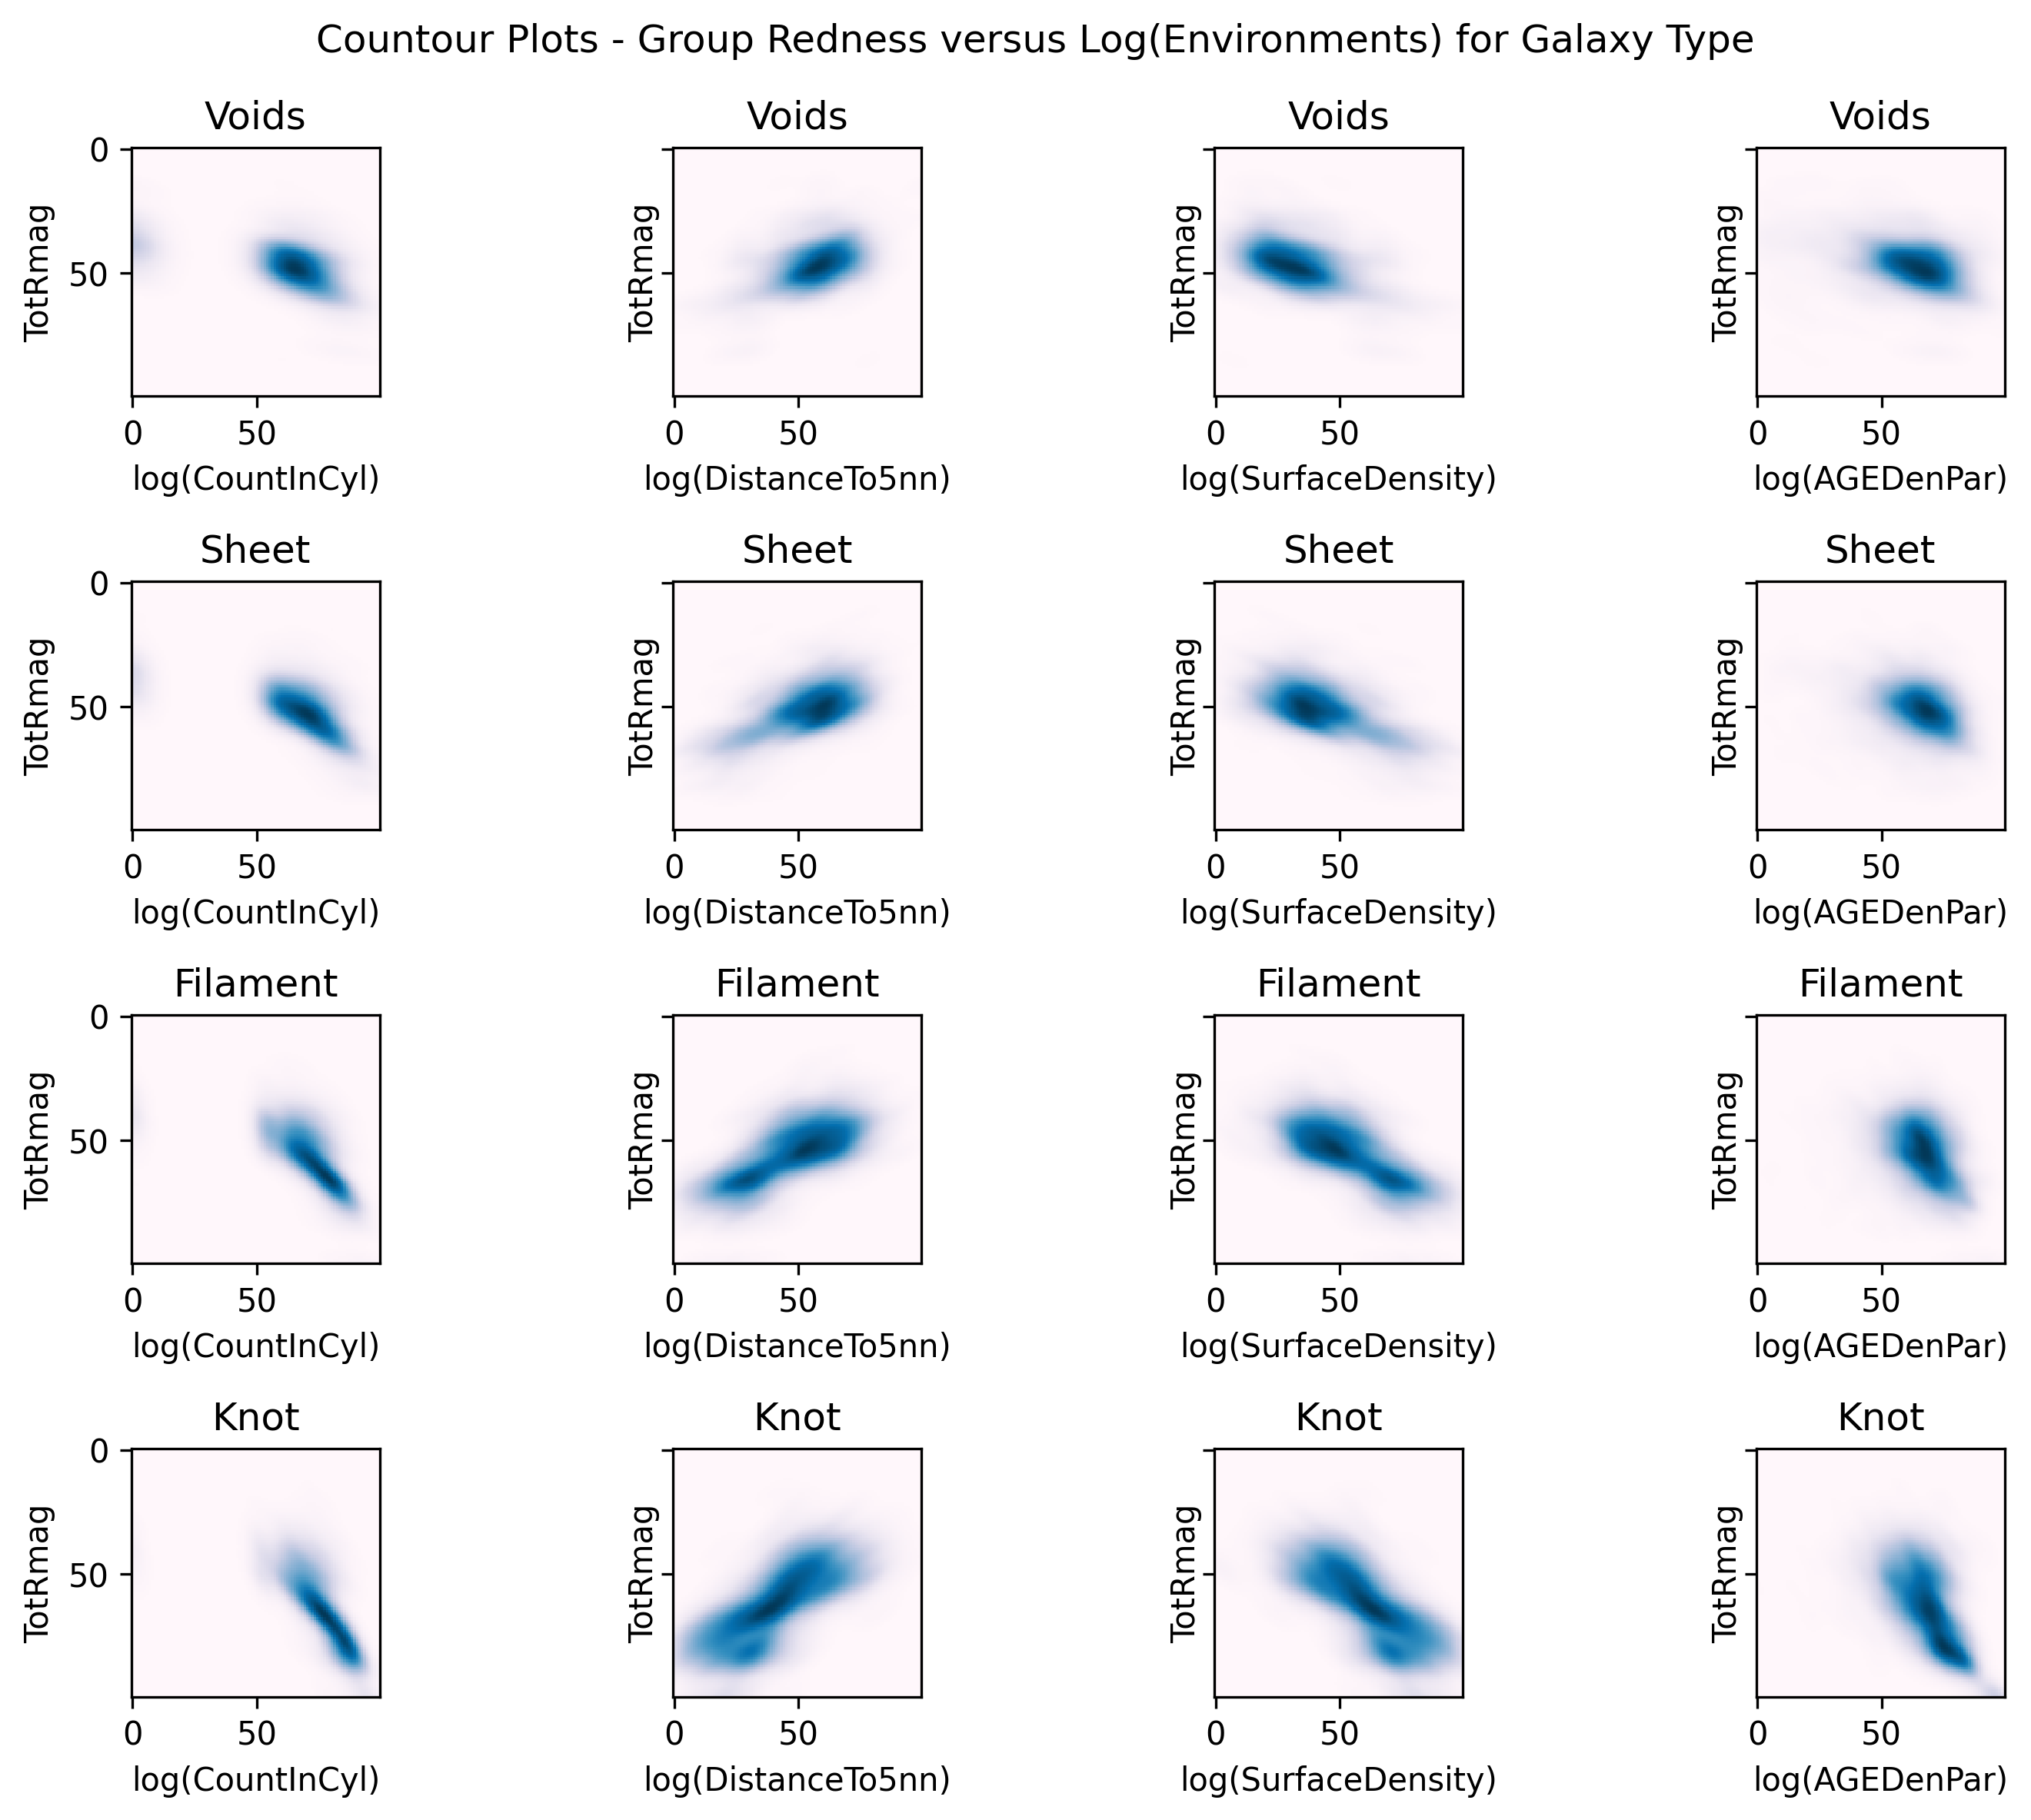 Countour Plots - Group Redness versus Log(Environments) for Galaxy Type
Voids Voids Voids Voids
0
TotRmag TotRmag TotRmag TotRmag
50
0 50 0 50 0 50 0 50
log(CountInCyl) log(DistanceTo5nn) log(SurfaceDensity) log(AGEDenPar)
Sheet Sheet Sheet Sheet
0
TotRmag TotRmag TotRmag TotRmag
50
0 50 0 50 0 50 0 50
log(CountInCyl) log(DistanceTo5nn) log(SurfaceDensity) log(AGEDenPar)
Filament Filament Filament Filament
0
TotRmag TotRmag TotRmag TotRmag
50
0 50 0 50 0 50 0 50
log(CountInCyl) log(DistanceTo5nn) log(SurfaceDensity) log(AGEDenPar)
Knot Knot Knot Knot
0
TotRmag TotRmag TotRmag TotRmag
50
0 50 0 50 0 50 0 50
log(CountInCyl) log(DistanceTo5nn) log(SurfaceDensity) log(AGEDenPar)